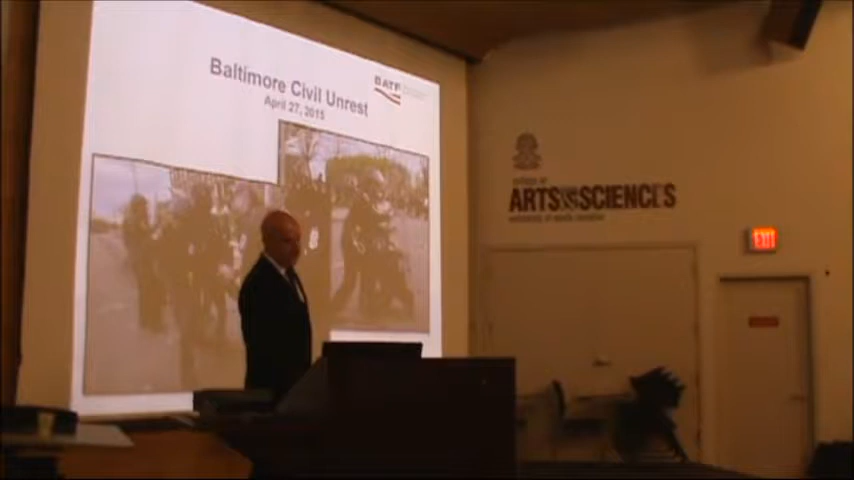 Baltimore Civil Unrest
April 27, 2015
BATF
ARTS & SCIENCES
EXIT